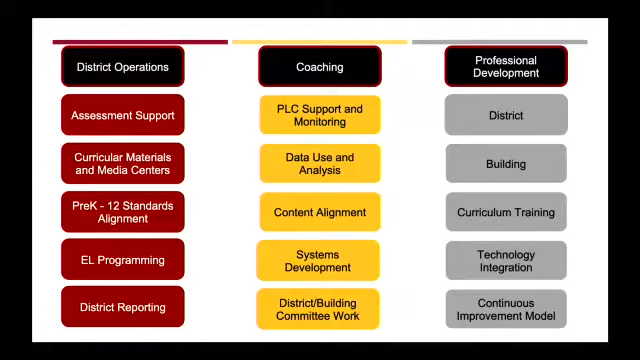 District Operations
Assessment Support
Curricular Materials
and Media Centers
PreK - 12 Standards
Alignment
EL Programming
District Reporting
Coaching
PLC Support and
Monitoring
Data Use and
Analysis
Content Alignment
Systems
Development
District/Building
Committee Work
Professional
Development
District
Building
Curriculum Training
Technology
Integration
Continuous
Improvement Model